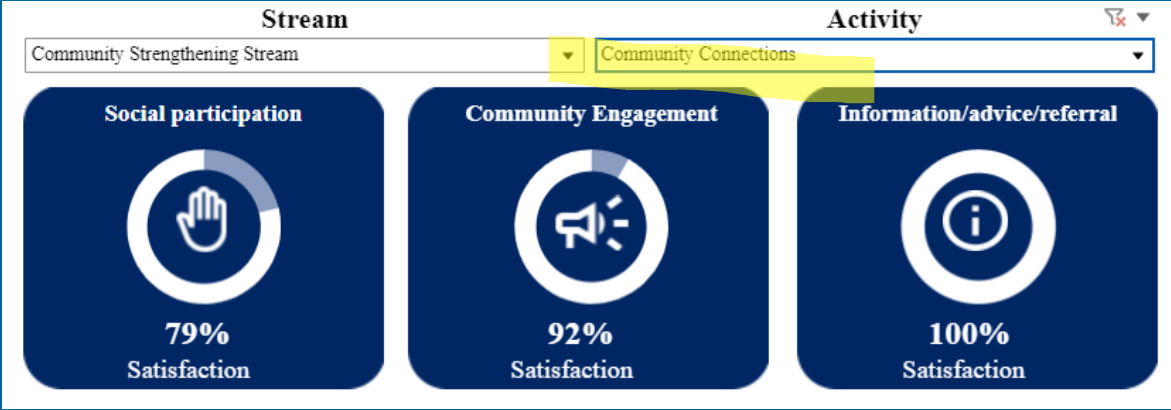 Stream
Activity
Community Strengthening Stream
Community Connections
Social participation
79%
Satisfaction
Community Engagement
92%
Satisfaction
Information/advice/referral
100%
Satisfaction